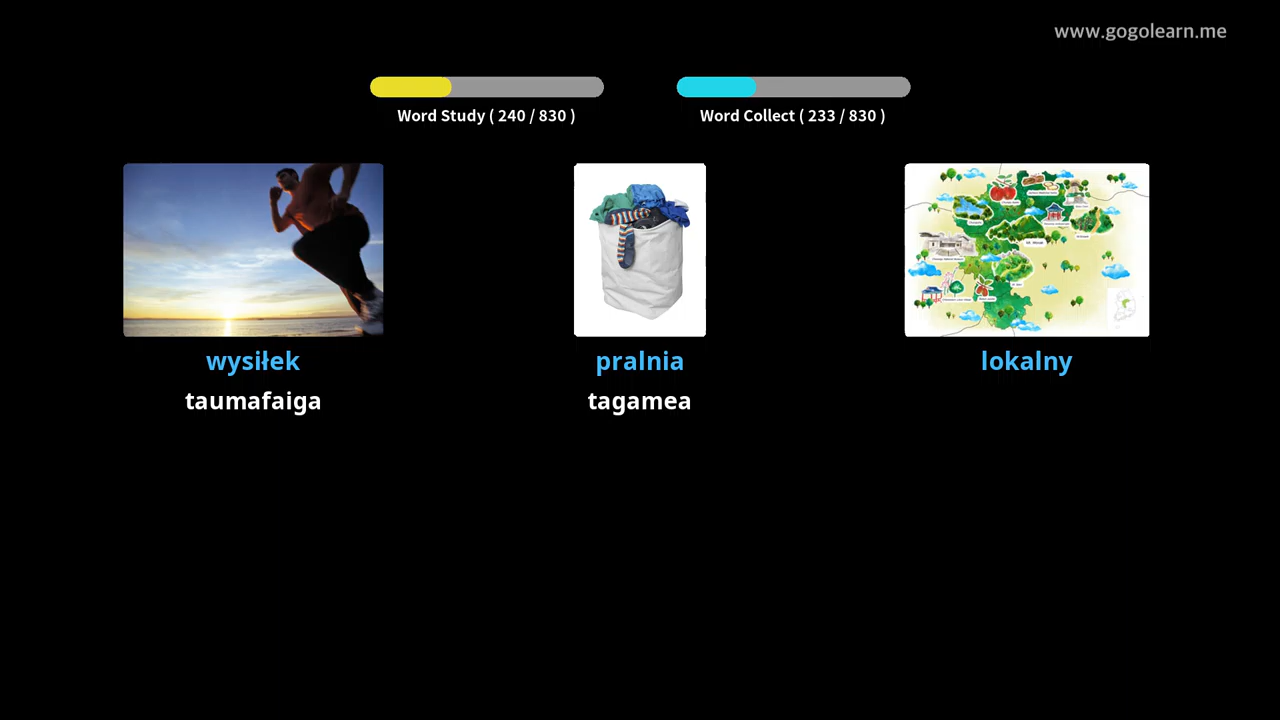 www.gogolearn.me
Word Study ( 240 / 830 )
Word Collect ( 233 / 830 )
wysiłek
pralnia
lokalny
taumafaiga
tagamea